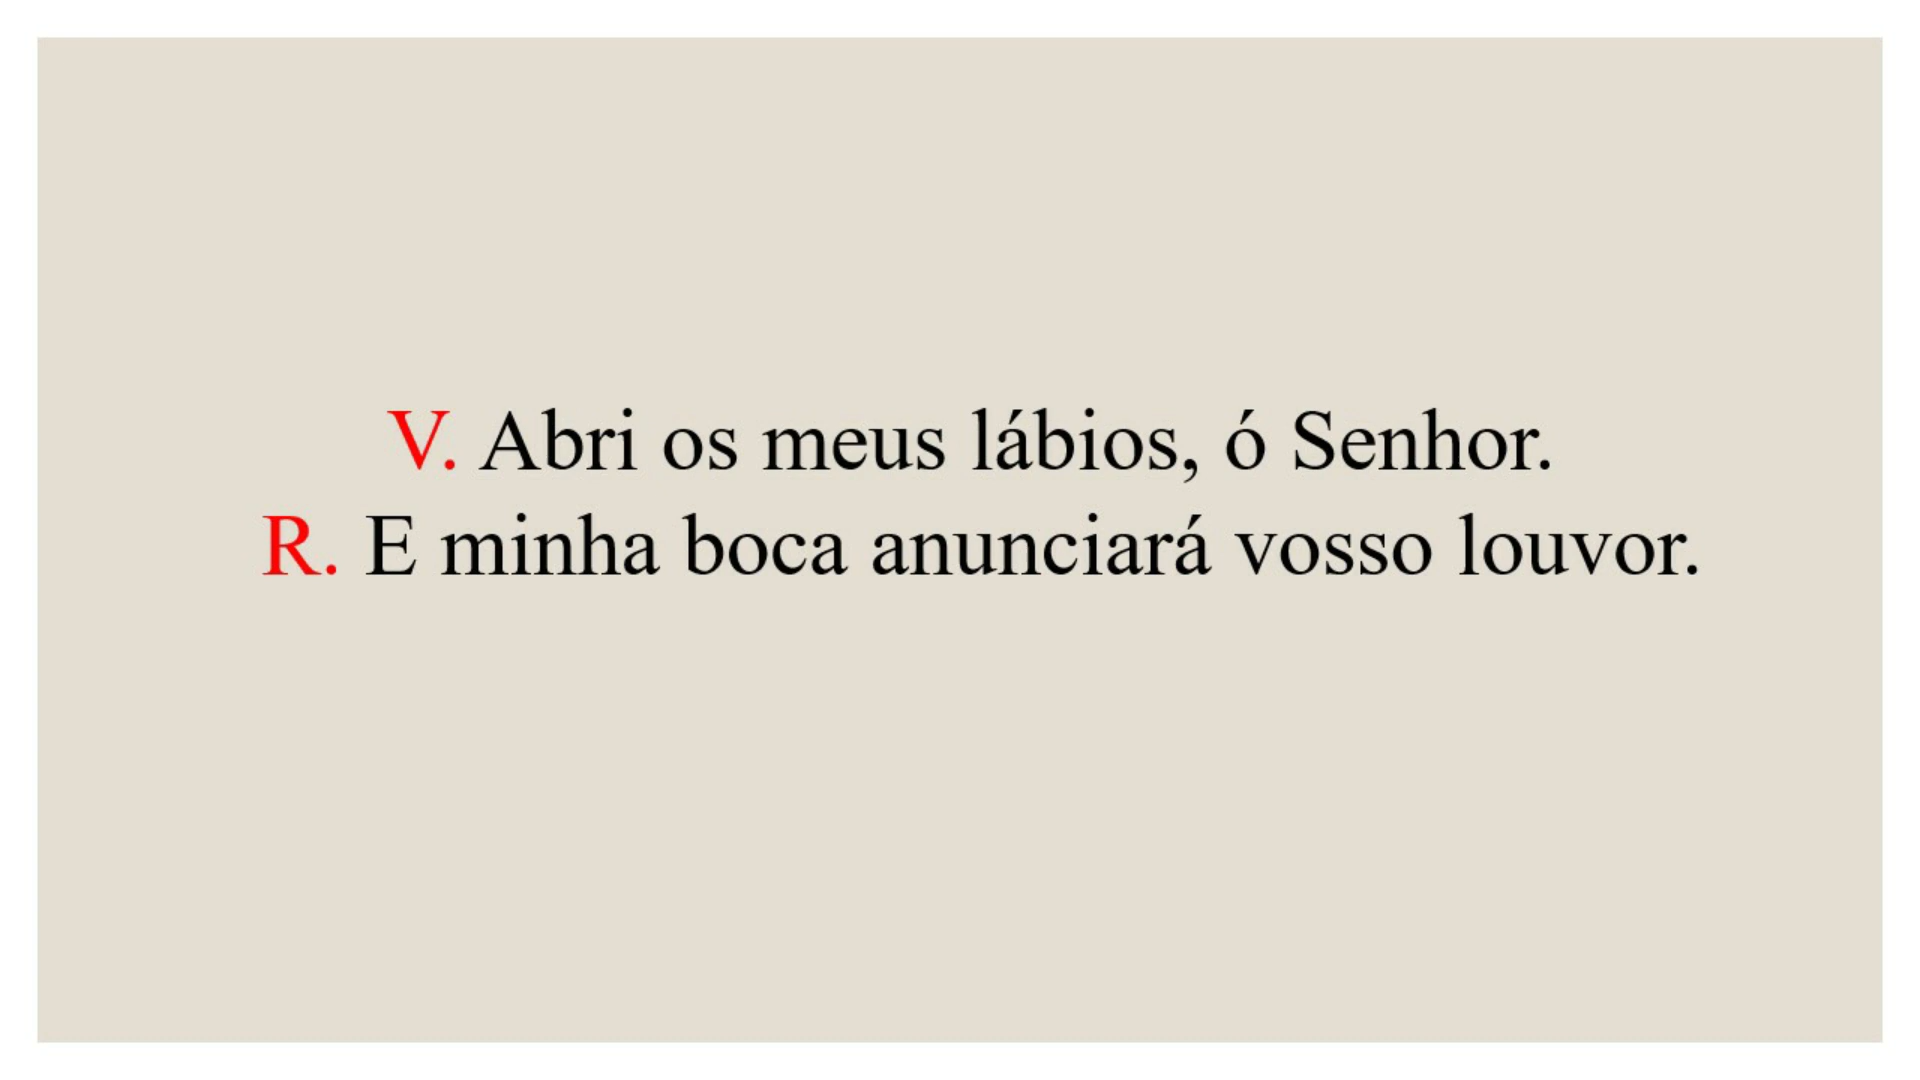 V. Abri os meus lábios, ó Senhor.
R. E minha boca anunciará vosso louvor.